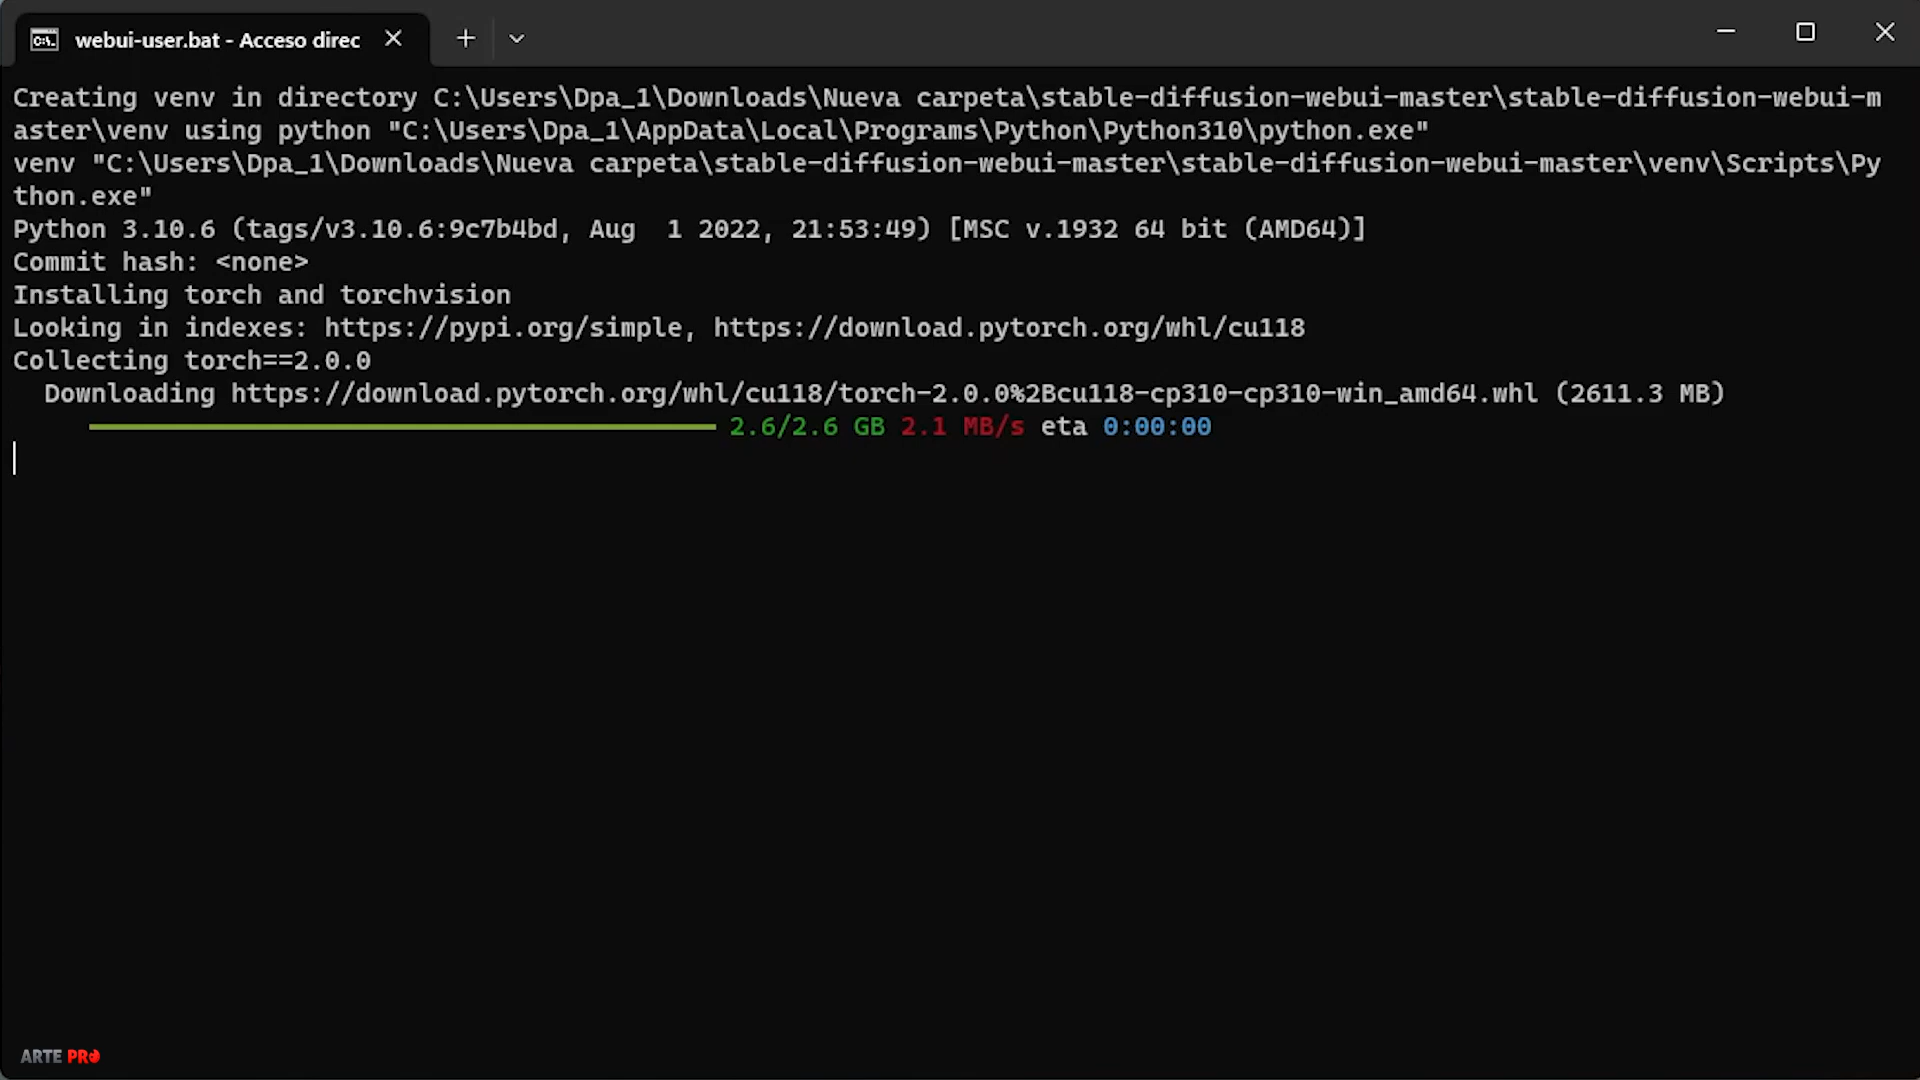 webui-user.bat - Acceso direc
Creating venv in directory C:\Users\Dpa_1\Downloads\Nueva carpeta\stable-diffusion-webui-master\stable-diffusion-webui-m
aster\venv using python "C:\Users\Dpa_1\AppData\Local\Programs\Python\Python310\python.exe"
venv "C:\Users\Dpa_1\Downloads\Nueva carpeta\stable-diffusion-webui-master\stable-diffusion-webui-master\venv\Scripts\Py
thon.exe"
Python 3.10.6 (tags/v3.10.6:9c7b4bd, Aug  1 2022, 21:53:49) [MSC v.1932 64 bit (AMD64)]
Commit hash: <none>
Installing torch and torchvision
Looking in indexes: https://pypi.org/simple, https://download.pytorch.org/whl/cu118
Collecting torch==2.0.0
  Downloading https://download.pytorch.org/whl/cu118/torch-2.0.0%2Bcu118-cp310-cp310-win_amd64.whl (2611.3 MB)
2.6/2.6 GB 2.1 MB/s eta 0:00:00
ARTE PRO